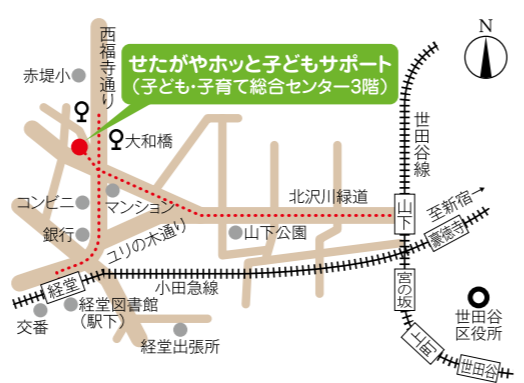 西福寺通り
赤堤小
せたがやホッと子どもサポート
(子ども・子育て総合センター3階)
N
大和橋
世田谷線
コンビニ
マンション
北沢川緑道
山下
至新宿→
銀行
ユリの木通り
山下公園
豪徳寺
経堂
小田急線
宮の坂
交番
経堂図書館
(駅下)
経堂出張所
世田谷
区役所
上町
世田谷